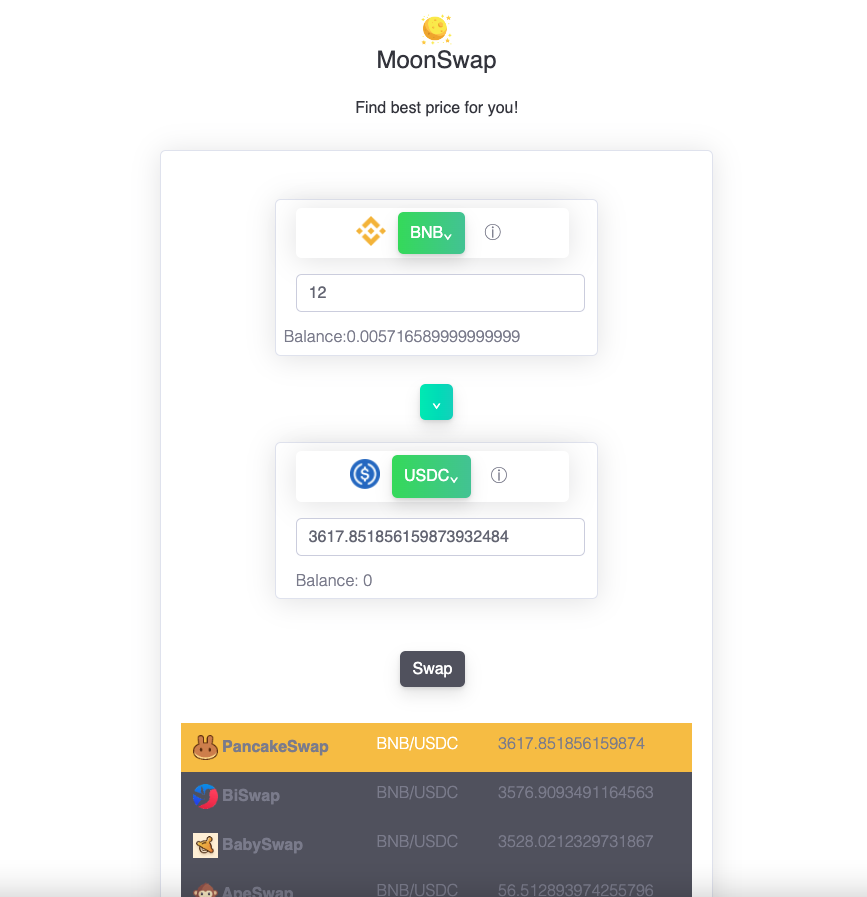 MoonSwap
Find best price for you!
BNB
12
Balance:0.005716589999999999
USDC
3617.851856159873932484
Balance: 0
Swap
PancakeSwap BNB/USDC 3617.851856159874
BiSwap BNB/USDC 3576.9093491164563
BabySwap BNB/USDC 3528.0212329731867
ApeSwap BNB/USDC 56.512893974255796